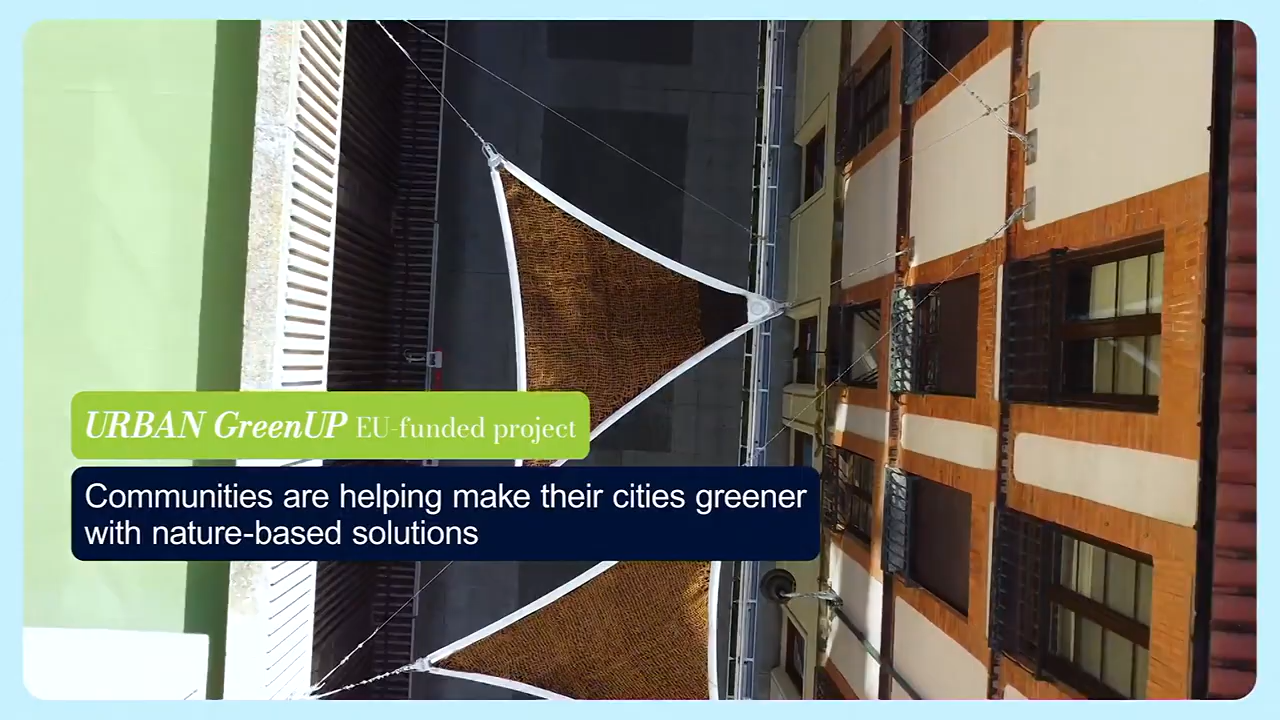 URBAN GreenUP EU-funded project
Communities are helping make their cities greener
with nature-based solutions